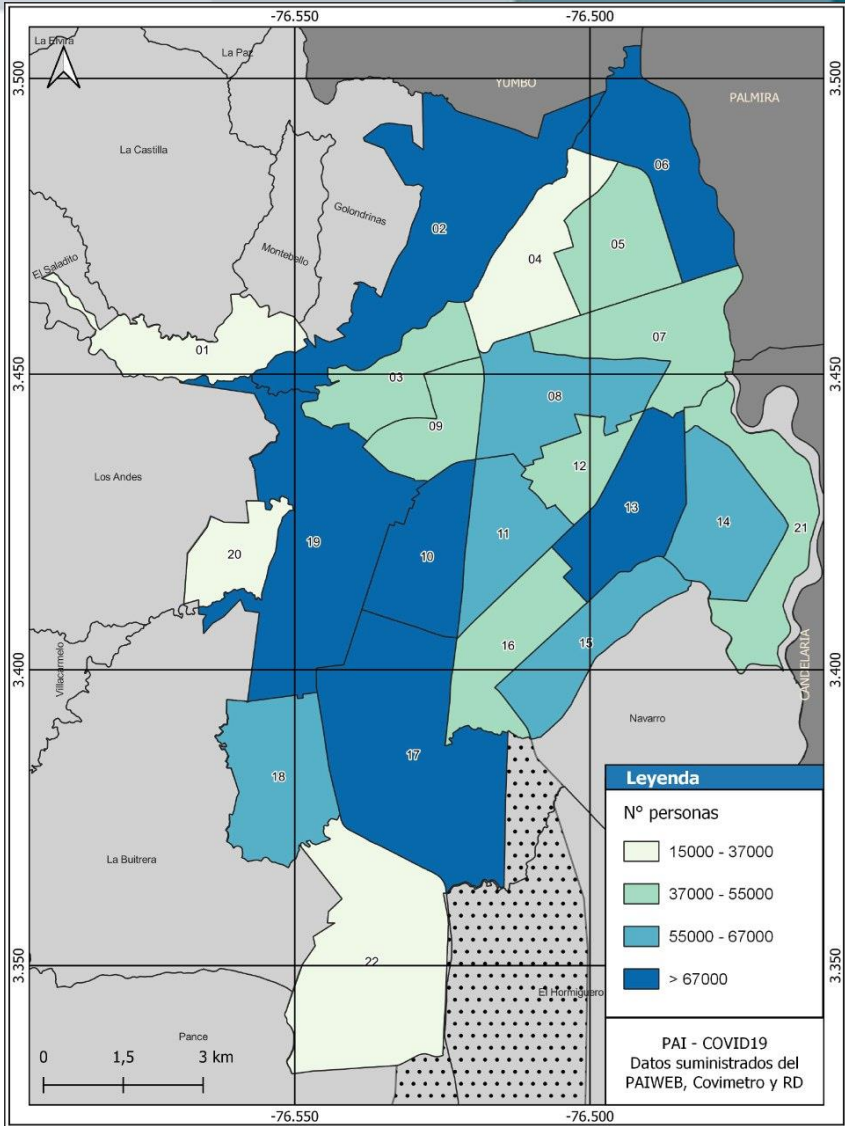 -76.550
-76.500
La Elvira
La Paz
3.500
3.500
YUMBO
PALMIRA
La Castilla
06
Golondrinas
02
Montebello
05
04
El Saladito
07
01
3.450
3.450
03
08
09
12
Los Andes
13
14
21
11
19
10
20
16
15
Villacarmelo
CANDELARIA
3.400
3.400
Navarro
17
18
Leyenda
N° personas
15000 - 37000
37000 - 55000
55000 - 67000
> 67000
La Buitrera
22
3.350
3.350
El Hormiguero
Pance
0 1,5 3 km
PAI - COVID19
Datos suministrados del
PAIWEB, Covimetro y RD
-76.550
-76.500